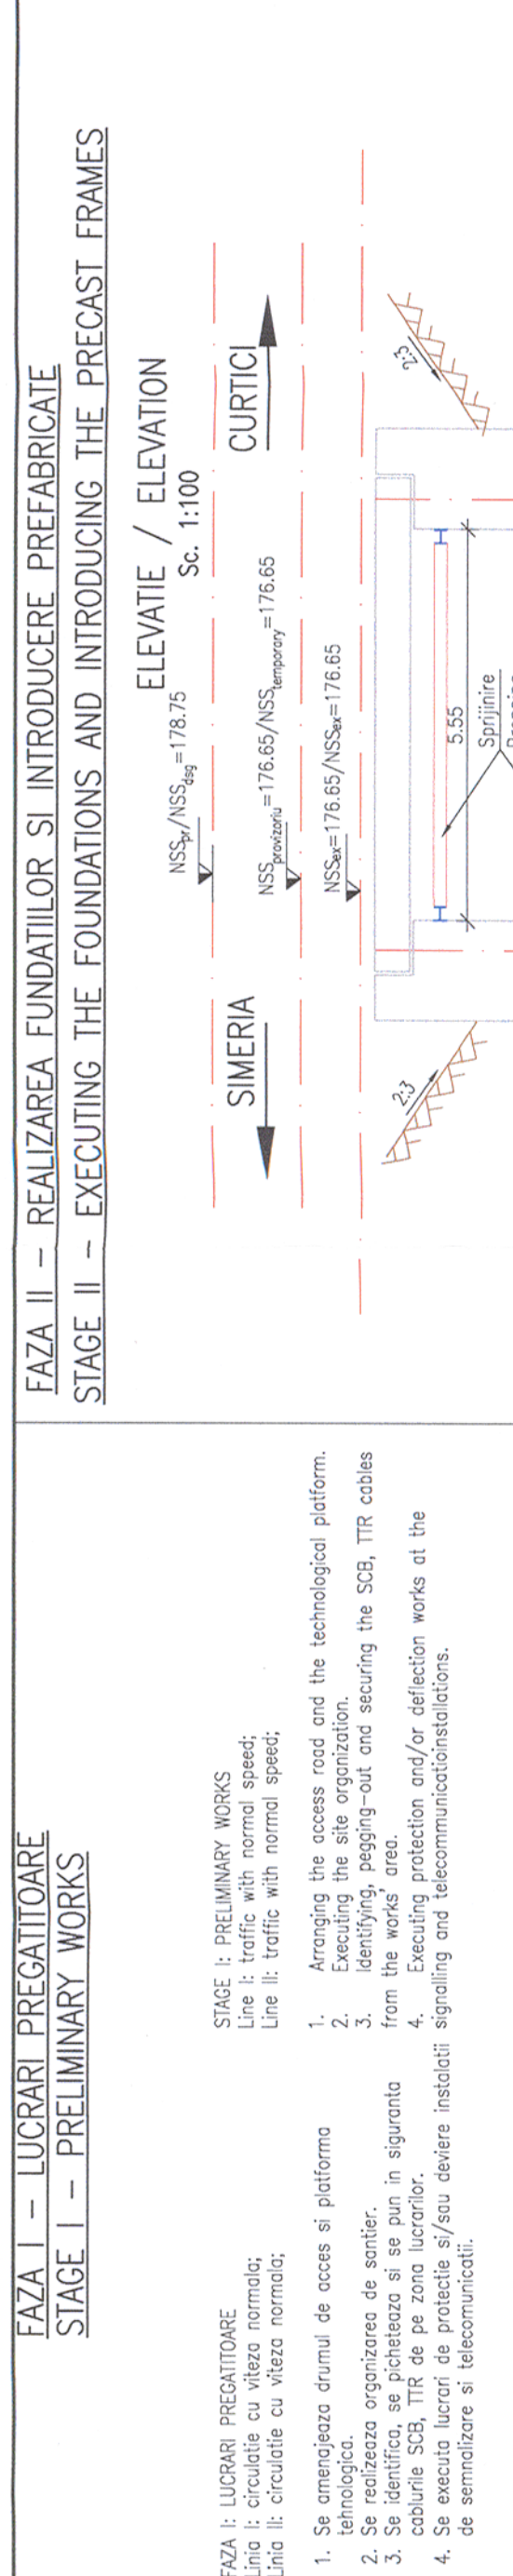 FAZA I – LUCRARI PREGATITOARE
STAGE I – PRELIMINARY WORKS
FAZA I: LUCRARI PREGATITOARE
Linia I: circulatie cu viteza normala;
Linia II: circulatie cu viteza normala;
1. Se amenajeaza drumul de acces si platforma
tehnologica.
2. Se realizeaza organizarea de santier.
3. Se identifica, se picheteaza si se pun in siguranta
cablurile SCB, TTR de pe zona lucrarilor.
4. Se executa lucrari de protectie si/sau deviere instalatii
de semnalizare si telecomunicatii.
STAGE I: PRELIMINARY WORKS
Line I: traffic with normal speed;
Line II: traffic with normal speed;
1. Arranging the access road and the technological platform.
2. Executing the site organization.
3. Identifying, pegging-out and securing the SCB, TTR cables
from the works' area.
4. Executing protection and/or deflection works at the
signalling and telecommunicatioinstallations.
FAZA II – REALIZAREA FUNDATIILOR SI INTRODUCERE PREFABRICATE
STAGE II – EXECUTING THE FOUNDATIONS AND INTRODUCING THE PRECAST FRAMES
ELEVATIE / ELEVATION
Sc. 1:100
NSSpr/NSSdsg=178.75
SIMERIA
CURTICI
NSSprovizoriu=176.65/NSStemporary=176.65
NSSex=176.65/NSSex=176.65
2:3
2:3
5.55
Sprijinire